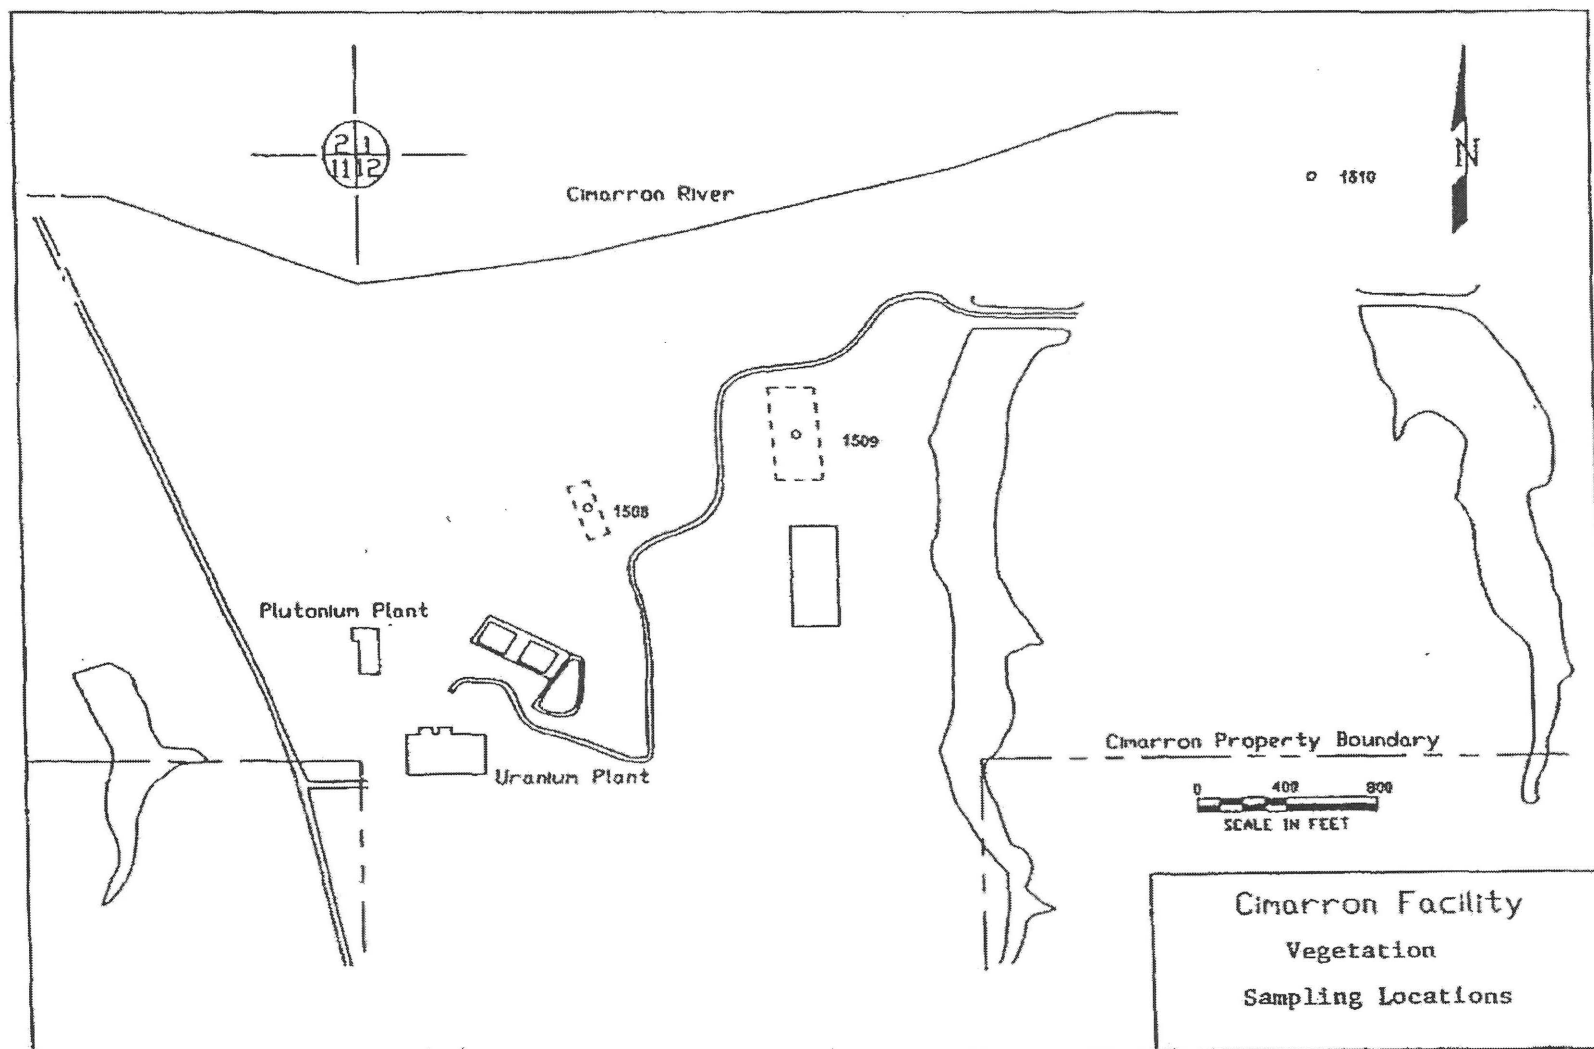 2 1
11 12
N
Cimarron River
1510
1509
1508
Plutonium Plant
Cimarron Property Boundary
Uranium Plant
0 400 800
SCALE IN FEET
Cimarron Facility
Vegetation
Sampling Locations